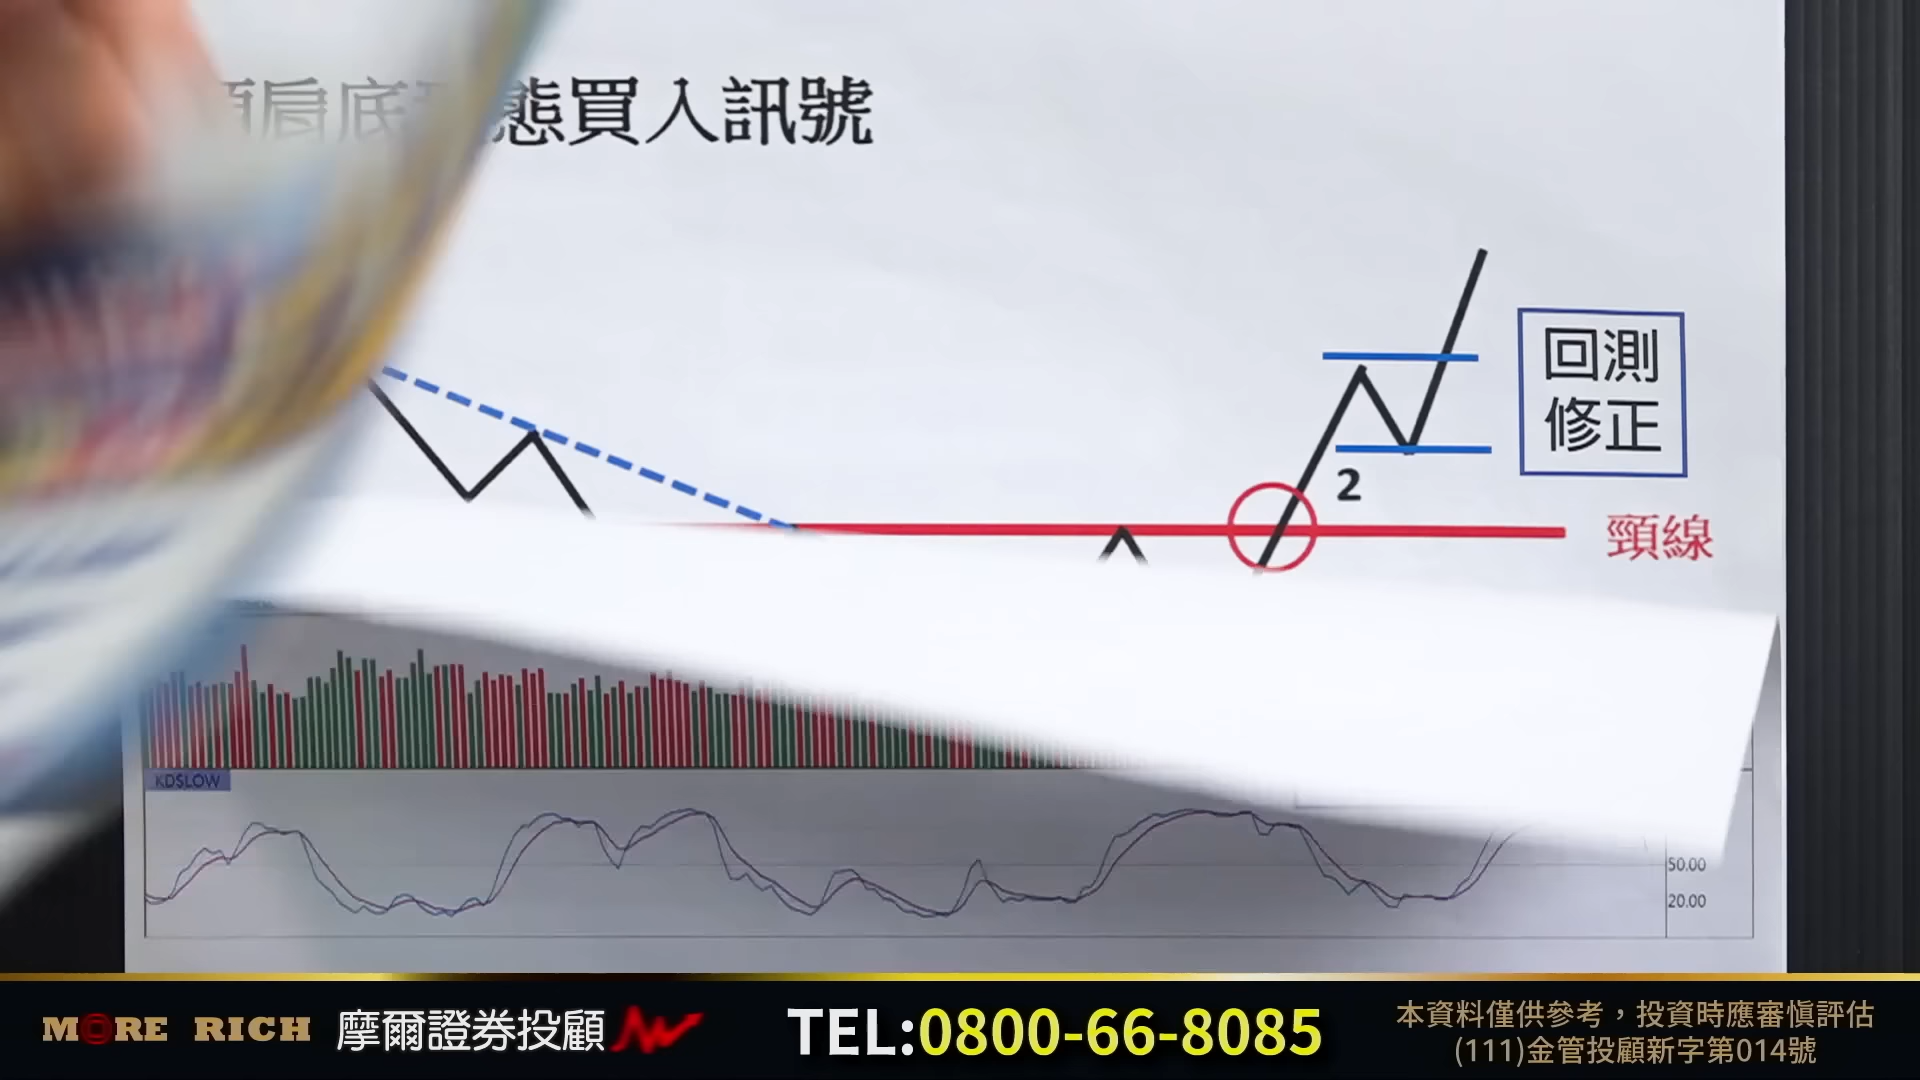 肩底 態買入訊號
回測
修正
2
頸線
KDSLOW
50.00
20.00
MORE RICH 摩爾證券投顧
TEL:0800-66-8085
本資料僅供參考，投資時應審慎評估
(111)金管投顧新字第014號